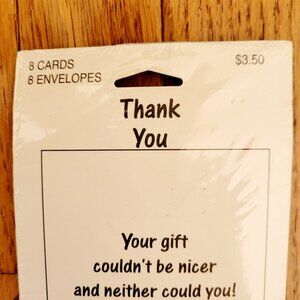 8 CARDS
8 ENVELOPES
$3.50
Thank
You
Your gift
couldn't be nicer
and neither could you!